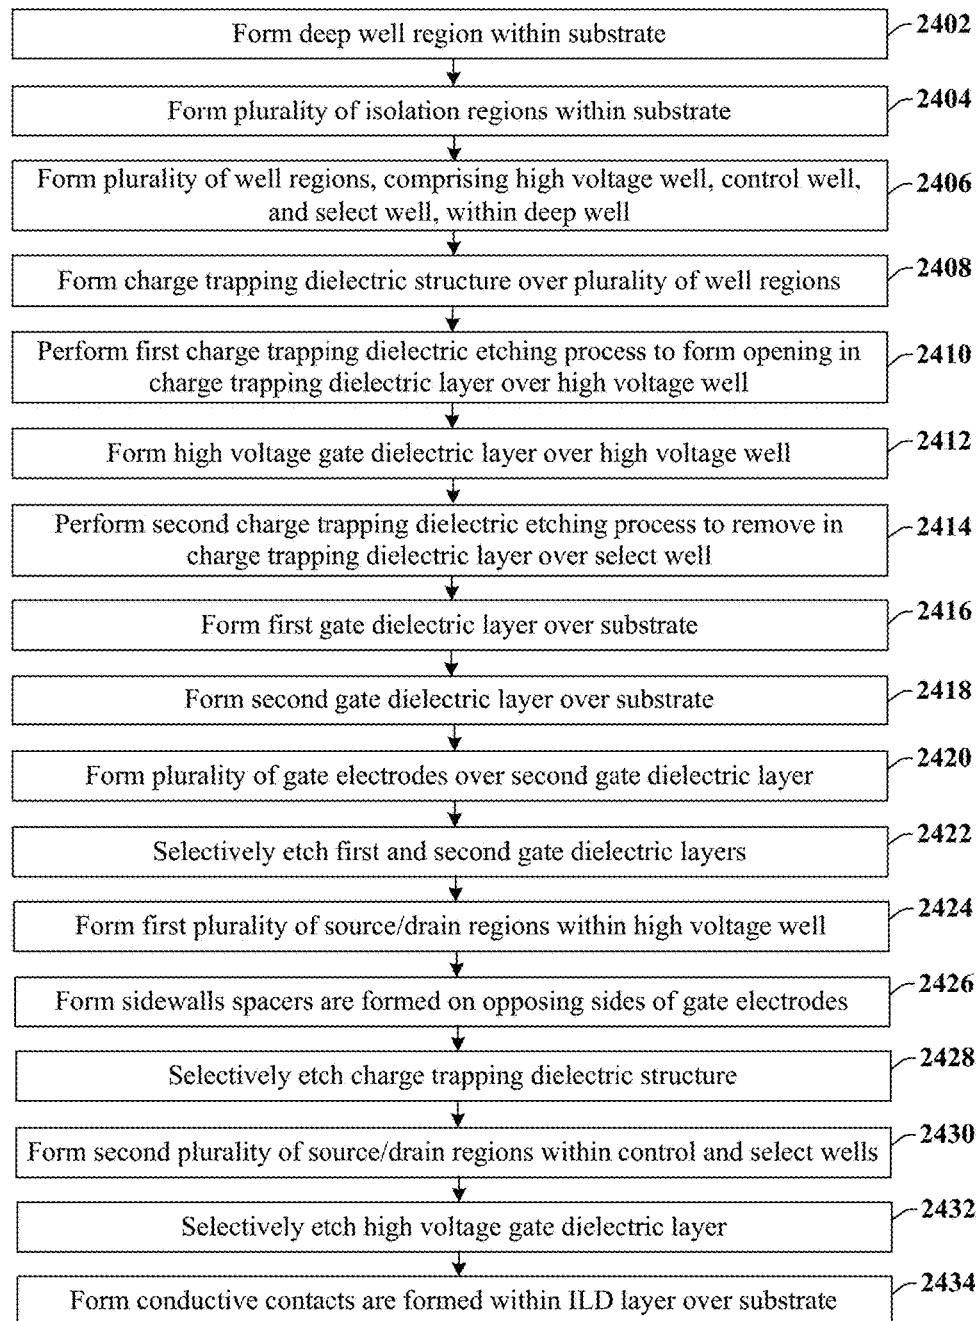 Form deep well region within substrate
2402
Form plurality of isolation regions within substrate
2404
Form plurality of well regions, comprising high voltage well, control well,
and select well, within deep well
2406
Form charge trapping dielectric structure over plurality of well regions
2408
Perform first charge trapping dielectric etching process to form opening in
charge trapping dielectric layer over high voltage well
2410
Form high voltage gate dielectric layer over high voltage well
2412
Perform second charge trapping dielectric etching process to remove in
charge trapping dielectric layer over select well
2414
Form first gate dielectric layer over substrate
2416
Form second gate dielectric layer over substrate
2418
Form plurality of gate electrodes over second gate dielectric layer
2420
Selectively etch first and second gate dielectric layers
2422
Form first plurality of source/drain regions within high voltage well
2424
Form sidewalls spacers are formed on opposing sides of gate electrodes
2426
Selectively etch charge trapping dielectric structure
2428
Form second plurality of source/drain regions within control and select wells
2430
Selectively etch high voltage gate dielectric layer
2432
Form conductive contacts are formed within ILD layer over substrate
2434